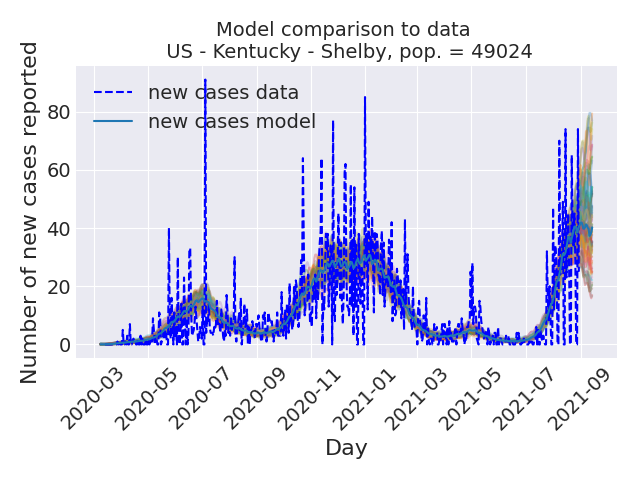 Model comparison to data
US - Kentucky - Shelby, pop. = 49024
Number of new cases reported
new cases data
new cases model
80
60
40
20
0
2020-03
2020-05
2020-07
2020-09
2020-11
2021-01
2021-03
2021-05
2021-07
2021-09
Day